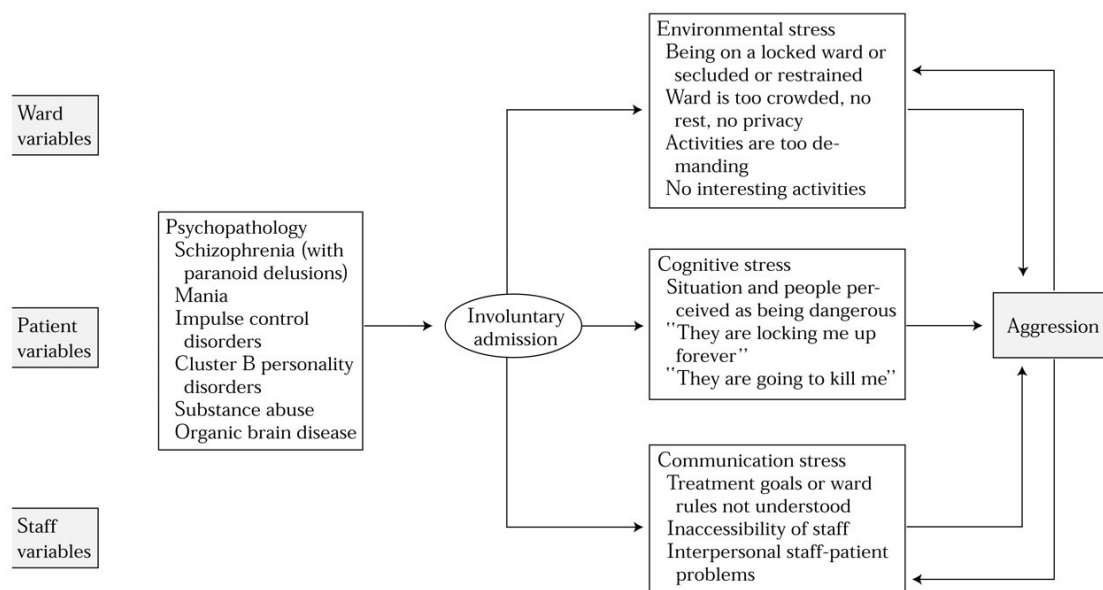 Ward
variables
Patient
variables
Staff
variables
Psychopathology
Schizophrenia (with
paranoid delusions)
Mania
Impulse control
disorders
Cluster B personality
disorders
Substance abuse
Organic brain disease
Involuntary
admission
Environmental stress
Being on a locked ward or
secluded or restrained
Ward is too crowded, no
rest, no privacy
Activities are too de-
manding
No interesting activities
Cognitive stress
Situation and people per-
ceived as being dangerous
“They are locking me up
forever”
“They are going to kill me”
Communication stress
Treatment goals or ward
rules not understood
Inaccessibility of staff
Interpersonal staff-patient
problems
Aggression